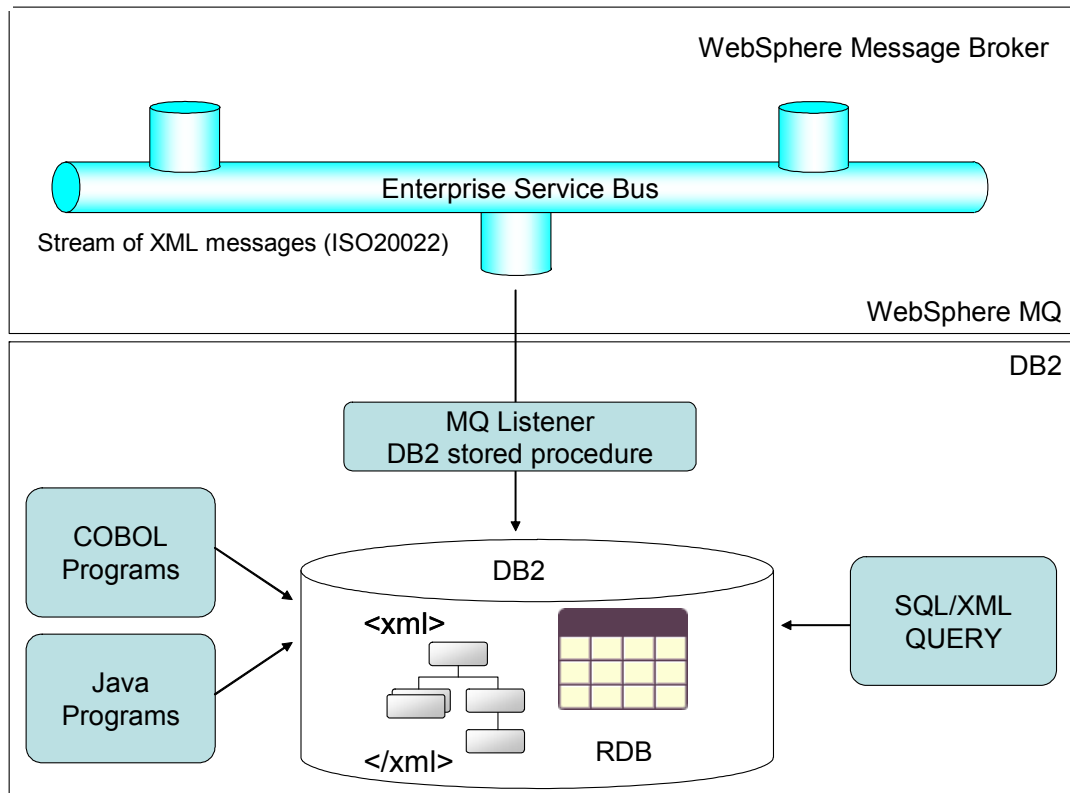 WebSphere Message Broker
Enterprise Service Bus
Stream of XML messages (ISO20022)
WebSphere MQ
DB2
MQ Listener
DB2 stored procedure
COBOL
Programs
Java
Programs
DB2
<xml>
</xml>
RDB
SQL/XML
QUERY